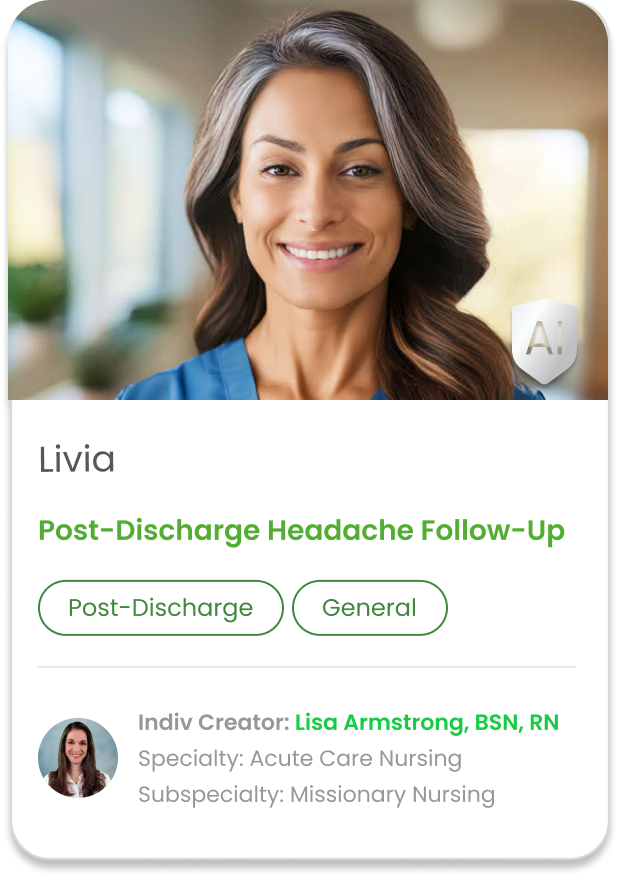 AI
Livia
Post-Discharge Headache Follow-Up
Post-Discharge General
Indiv Creator: Lisa Armstrong, BSN, RN
Specialty: Acute Care Nursing
Subspecialty: Missionary Nursing